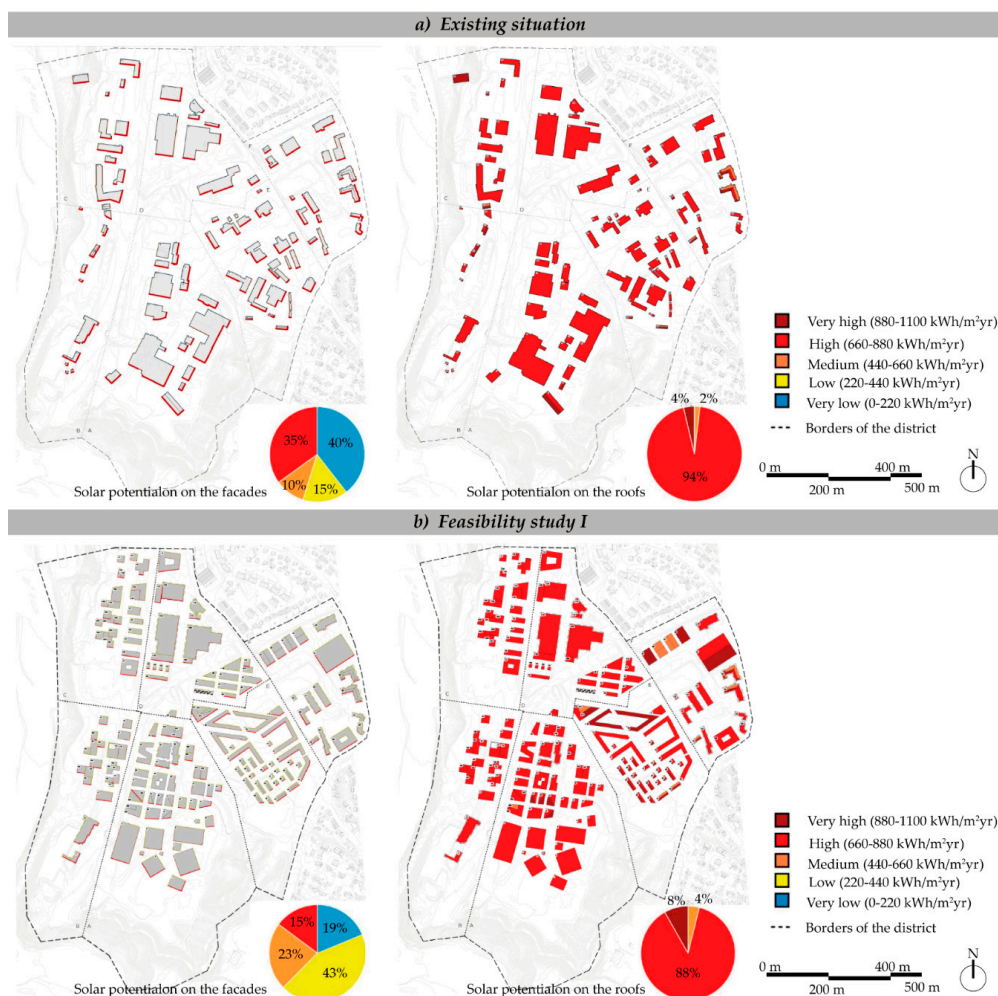 a) Existing situation
C
D
E
F
B A
35%
40%
10%
15%
Solar potentialon on the facades
C
D
E
F
B A
4%
2%
94%
Solar potentialon on the roofs
Very high (880-1100 kWh/m²yr)
High (660-880 kWh/m²yr)
Medium (440-660 kWh/m²yr)
Low (220-440 kWh/m²yr)
Very low (0-220 kWh/m²yr)
Borders of the district
0 m
400 m
N
200 m
500 m
b) Feasibility study I
C
D
E
B A
15%
19%
23%
43%
Solar potentialon on the facades
C
D
E
B A
8%
4%
88%
Solar potentialon on the roofs
Very high (880-1100 kWh/m²yr)
High (660-880 kWh/m²yr)
Medium (440-660 kWh/m²yr)
Low (220-440 kWh/m²yr)
Very low (0-220 kWh/m²yr)
Borders of the district
0 m
400 m
N
200 m
500 m